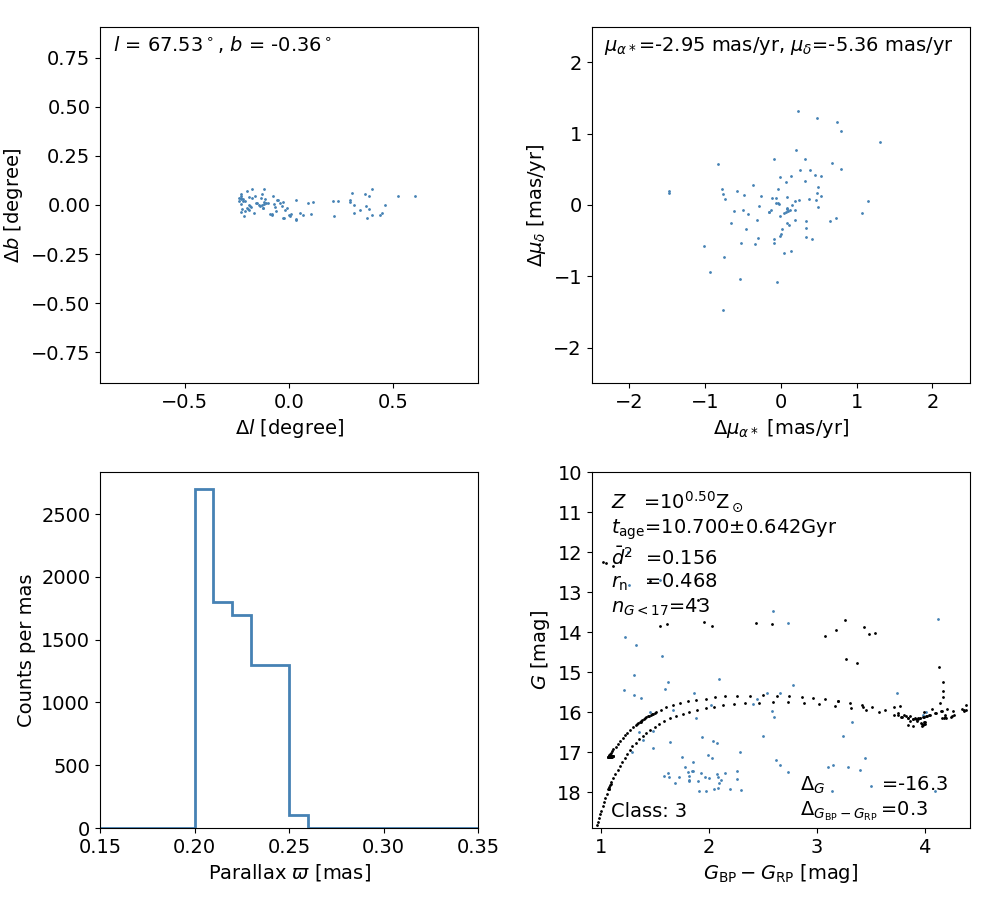 l = 67.53°, b = -0.36°
0.75
0.50
0.25
0.00
−0.25
−0.50
−0.75
Δb [degree]
−0.5 0.0 0.5
Δl [degree]
μα∗=-2.95 mas/yr, μδ=-5.36 mas/yr
2
1
0
−1
−2
Δμδ [mas/yr]
−2 −1 0 1 2
Δμα∗ [mas/yr]
2500
2000
1500
1000
500
0
Counts per mas
0.15 0.20 0.25 0.30 0.35
Parallax ϖ [mas]
10
11
12
13
14
15
16
17
18
G [mag]
Z =10^0.50 Z⊙
t_age=10.700±0.642Gyr
d̄² =0.156
r_n =0.468
n_G<17=43
Δ_G =-16.3
Δ_GBP−GRP=0.3
Class: 3
1 2 3 4
G_BP − G_RP [mag]